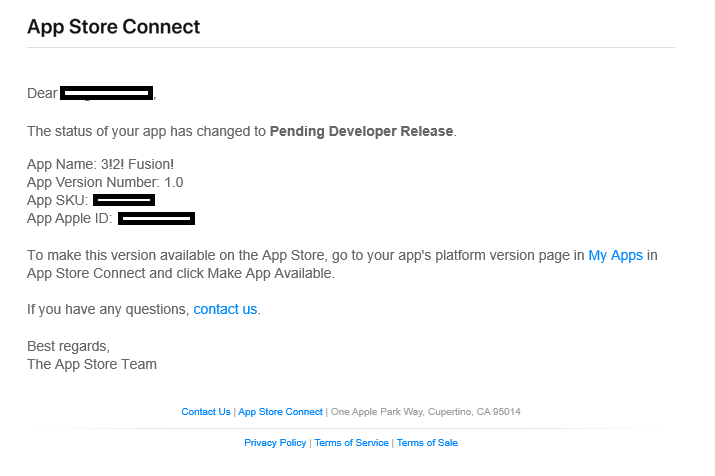 App Store Connect
Dear ,
The status of your app has changed to Pending Developer Release.
App Name: 3!2! Fusion!
App Version Number: 1.0
App SKU:
App Apple ID:
To make this version available on the App Store, go to your app's platform version page in My Apps in
App Store Connect and click Make App Available.
If you have any questions, contact us.
Best regards,
The App Store Team
Contact Us | App Store Connect | One Apple Park Way, Cupertino, CA 95014
Privacy Policy | Terms of Service | Terms of Sale